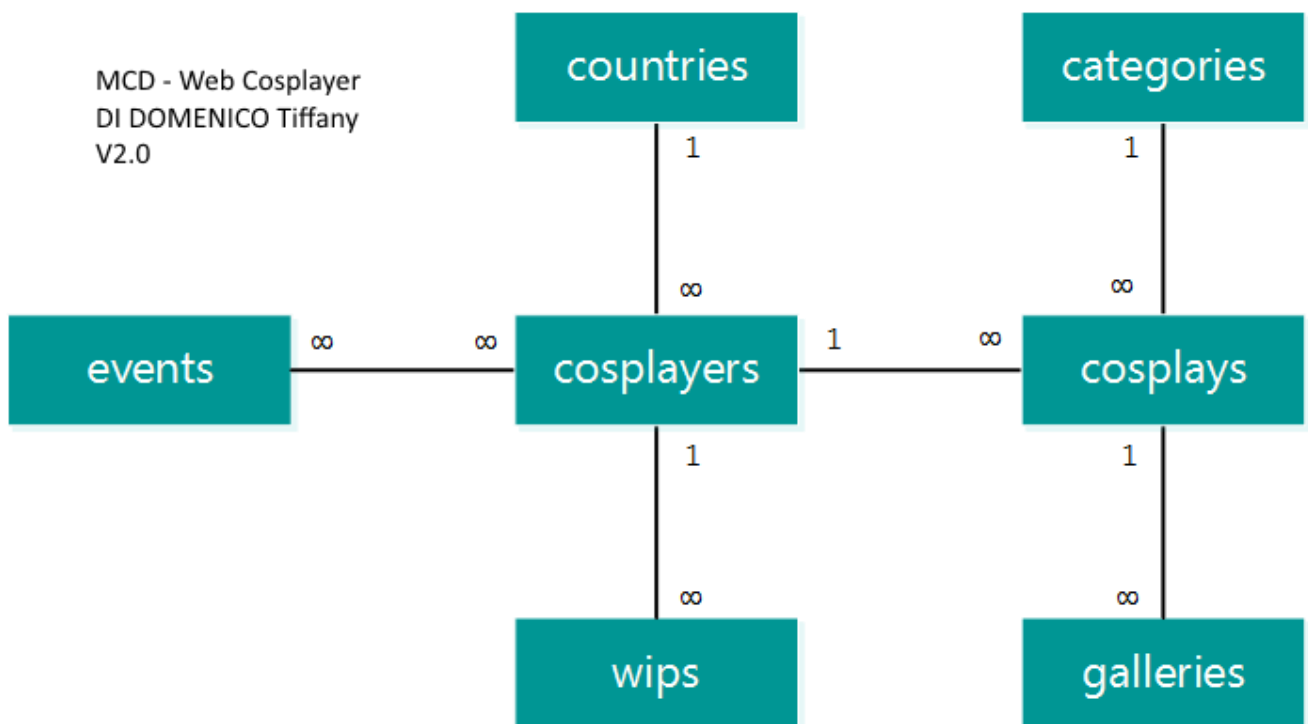 MCD - Web Cosplayer
DI DOMENICO Tiffany
V2.0
countries
categories
1
1
∞
∞
events
∞
∞
cosplayers
1
∞
cosplays
1
1
∞
∞
wips
galleries